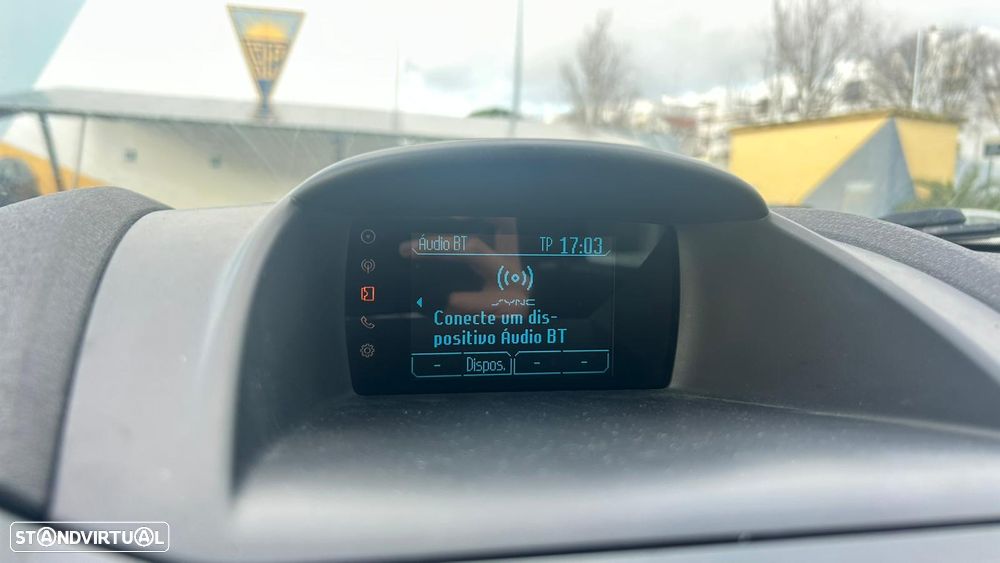 Áudio BT TP 17:03
SYNC
Conecte um dis-
positivo Áudio BT
- Dispos. - -
STANDVIRTUAL